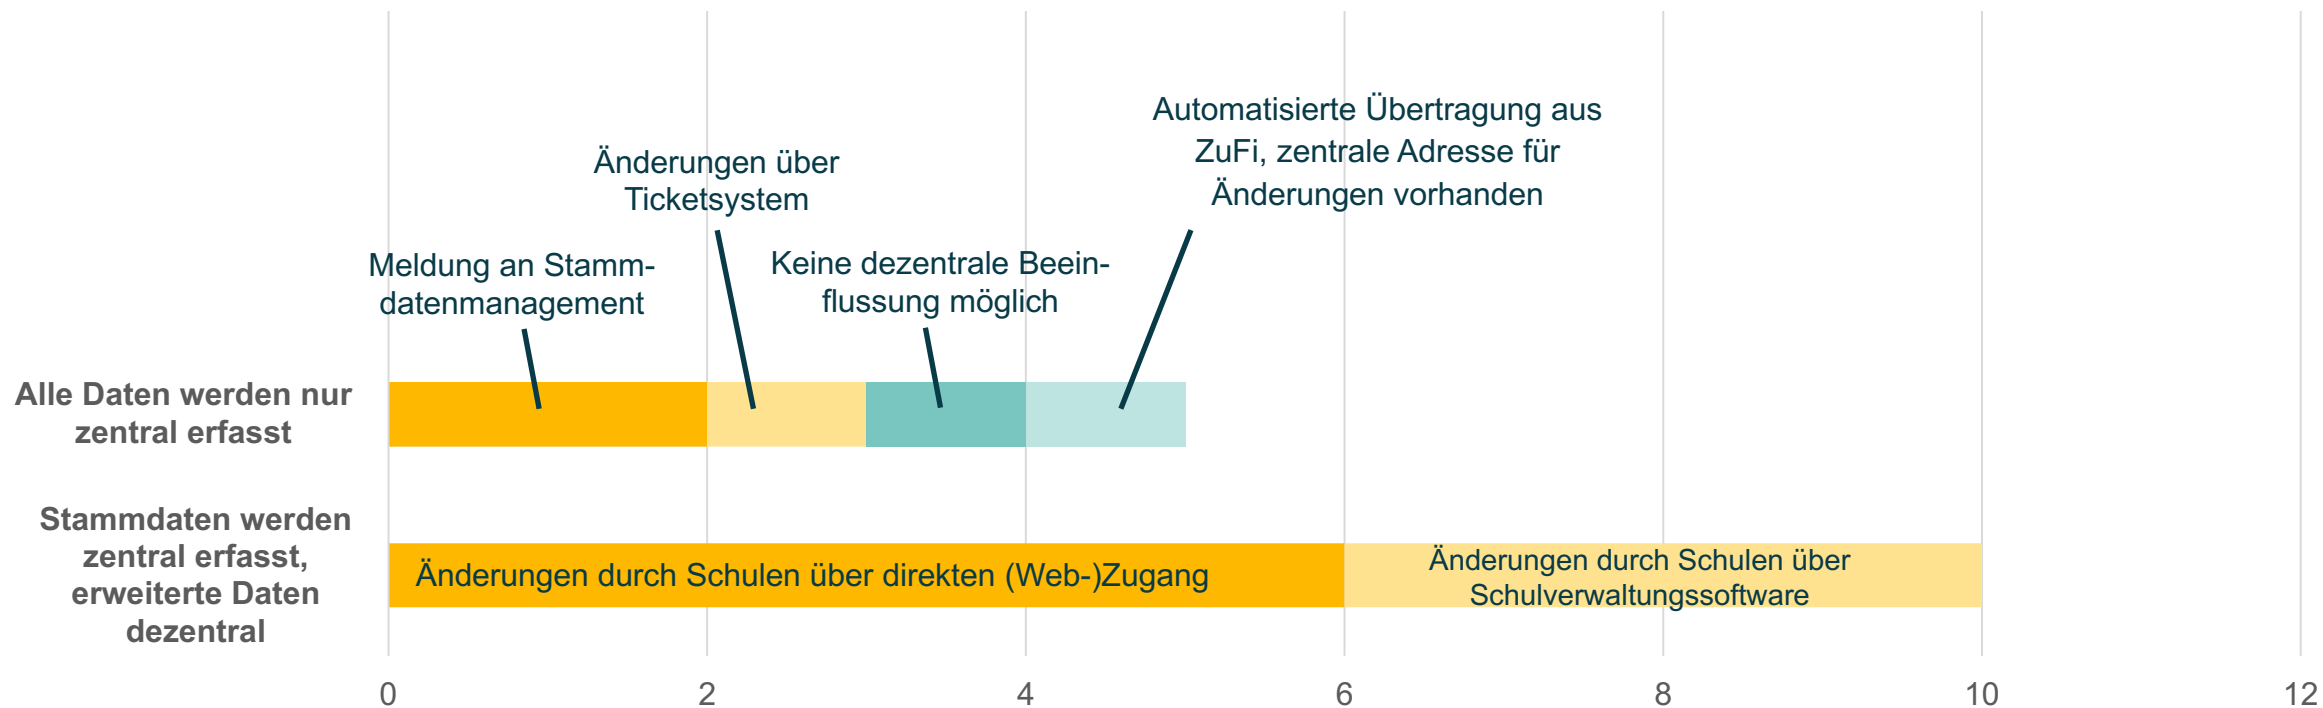 Automatisierte Übertragung aus
ZuFi, zentrale Adresse für
Änderungen vorhanden
Änderungen über
Ticketsystem
Meldung an Stamm-
datenmanagement
Keine dezentrale Beein-
flussung möglich
Alle Daten werden nur
zentral erfasst
Stammdaten werden
zentral erfasst,
erweiterte Daten
dezentral
Änderungen durch Schulen über direkten (Web-)Zugang
Änderungen durch Schulen über
Schulverwaltungssoftware
0 2 4 6 8 10 12